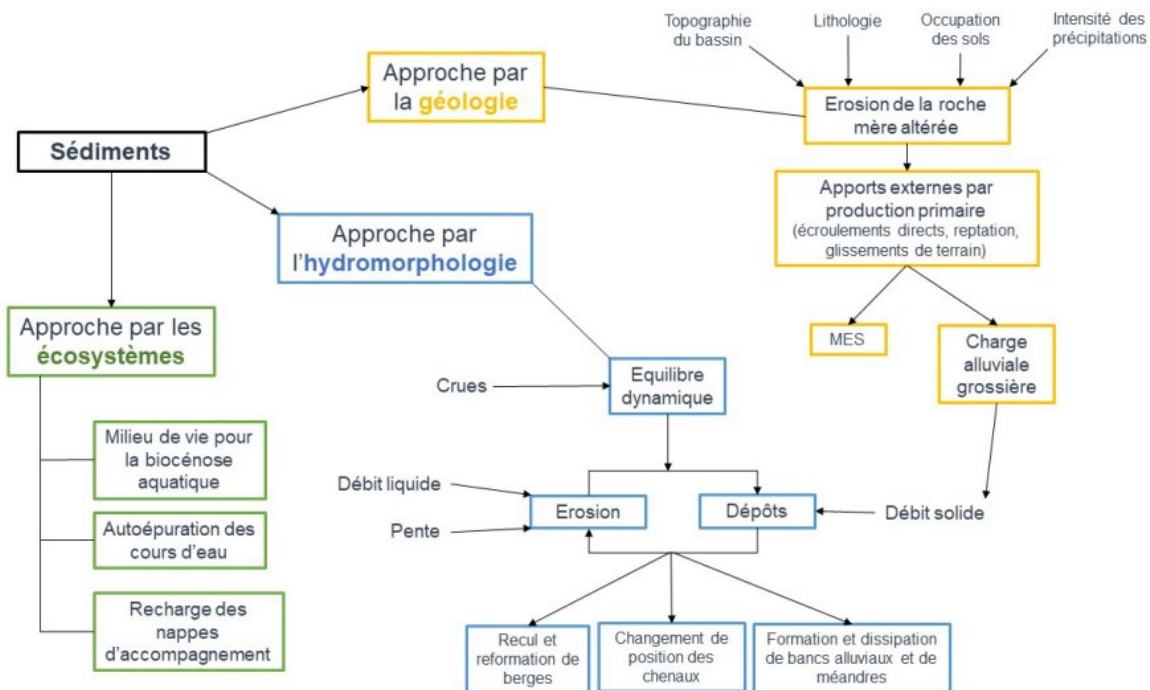 Topographie
du bassin
Lithologie
Occupation
des sols
Intensité des
précipitations
Approche par
la géologie
Erosion de la roche
mère altérée
Sédiments
Apports externes par
production primaire
(écroulements directs, reptation,
glissements de terrain)
Approche par
l'hydromorphologie
MES
Charge
alluviale
grossière
Approche par les
écosystèmes
Crues
Equilibre
dynamique
Milieu de vie pour
la biocénose
aquatique
Débit liquide
Erosion
Dépôts
Débit solide
Pente
Autoépuration des
cours d'eau
Recharge des
nappes
d'accompagnement
Recul et
reformation de
berges
Changement de
position des
chenaux
Formation et dissipation
de bancs alluviaux et de
méandres